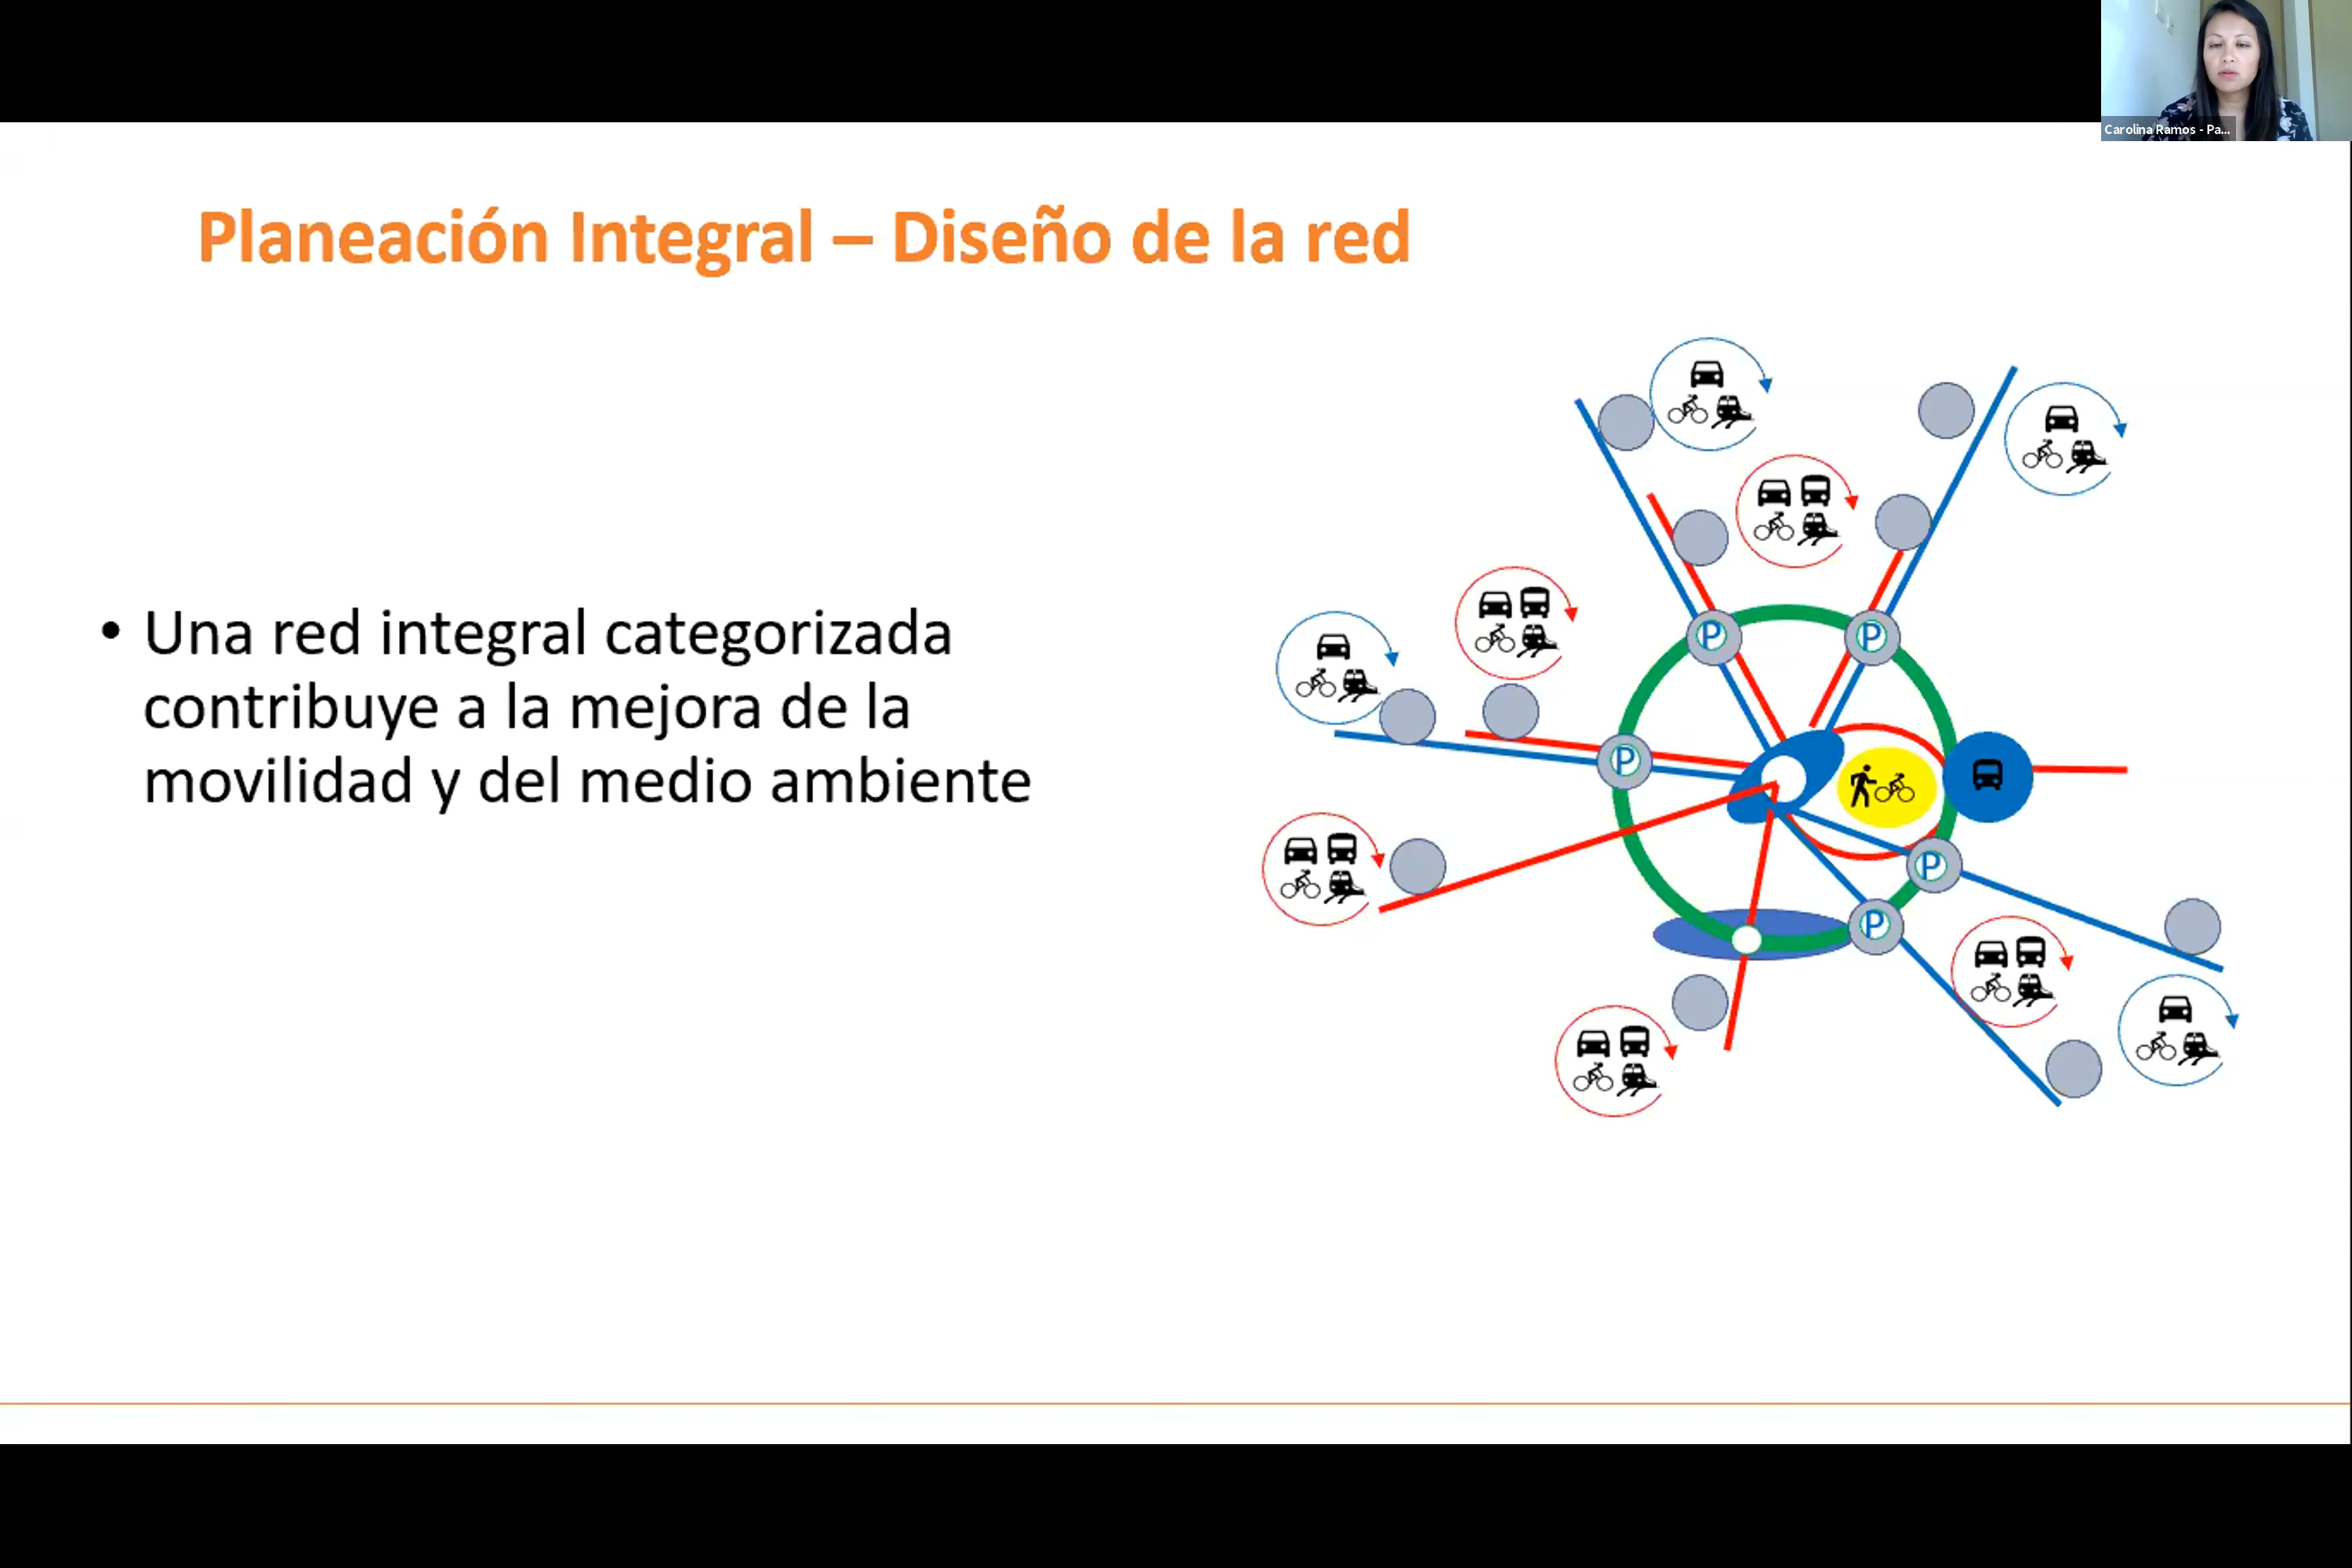 Carolina Ramos - Pa...
Planeación Integral – Diseño de la red
• Una red integral categorizada
contribuye a la mejora de la
movilidad y del medio ambiente
P
P
P
P
P